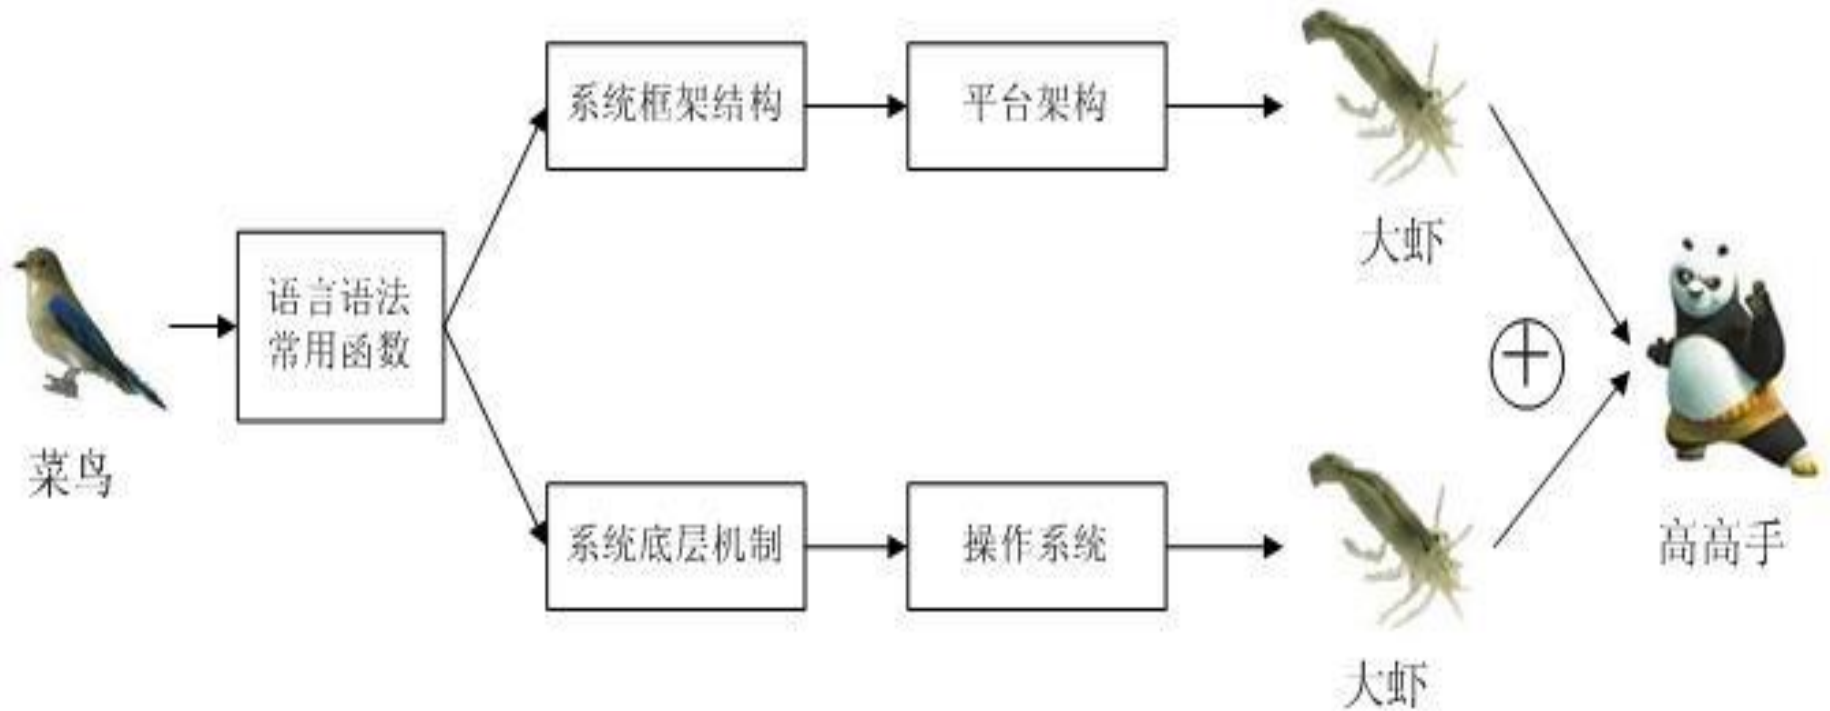 菜鸟
语言语法
常用函数
系统框架结构
平台架构
大虾
系统底层机制
操作系统
大虾
高高手